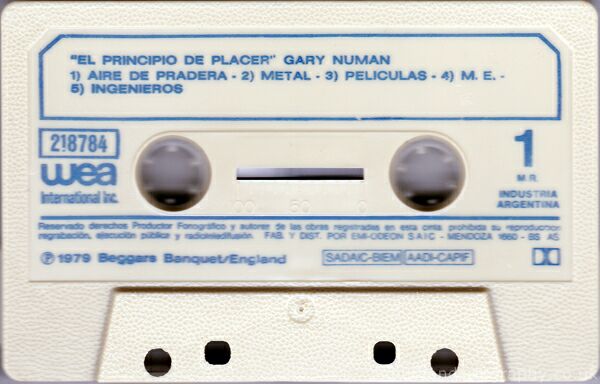 "EL PRINCIPIO DE PLACER" GARY NUMAN
1) AIRE DE PRADERA - 2) METAL - 3) PELICULAS - 4) M. E. -
5) INGENIEROS
218784
wea
International Inc.
1
M.R.
INDUSTRIA
ARGENTINA
00 50 0
Reservado derechos Productor Fonográfico y autores de las obras registradas en esta cinta. prohibida su reproducción
regrabación, ejecución pública y radioteledifusión. FAB. Y DIST. POR EMI-ODEON S.A.I.C. - MENDOZA 1660 - BS AS
℗ 1979 Beggars Banquet/England
SADAIC-BIEM AADI-CAPIF